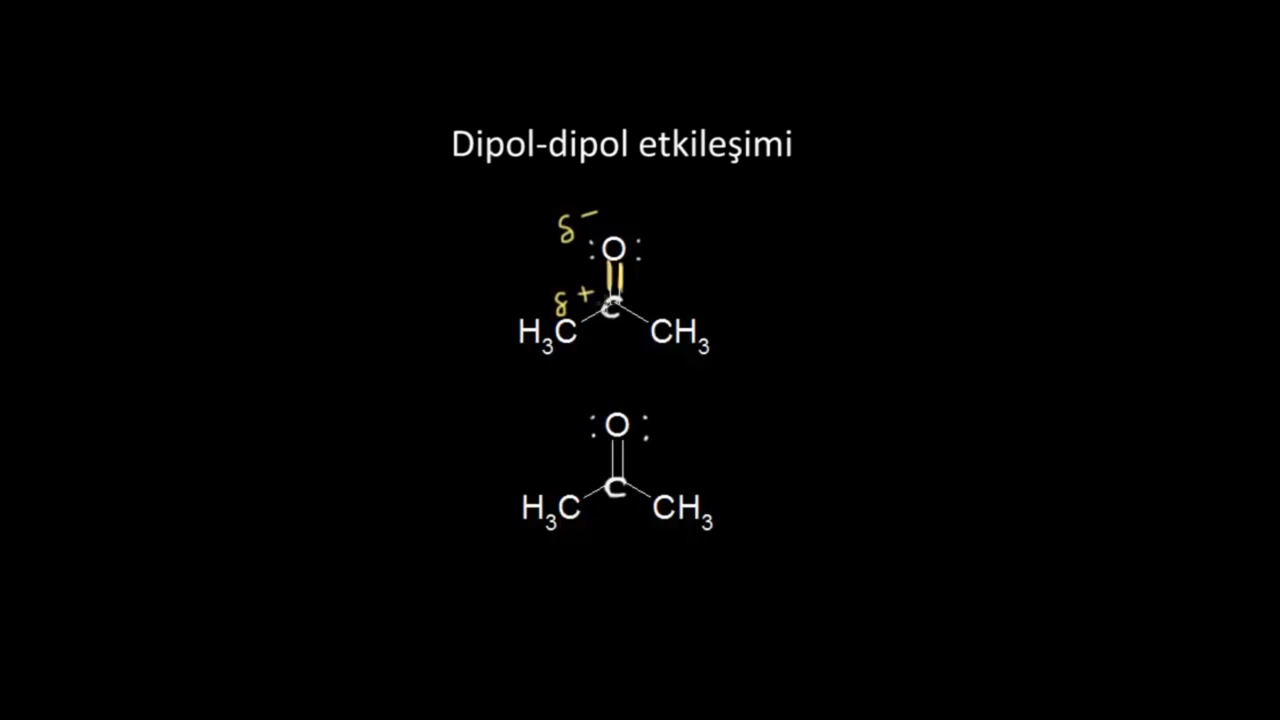 Dipol-dipol etkileşimi
δ⁻
:O:
δ⁺ C
H₃C CH₃
:O:
C
H₃C CH₃